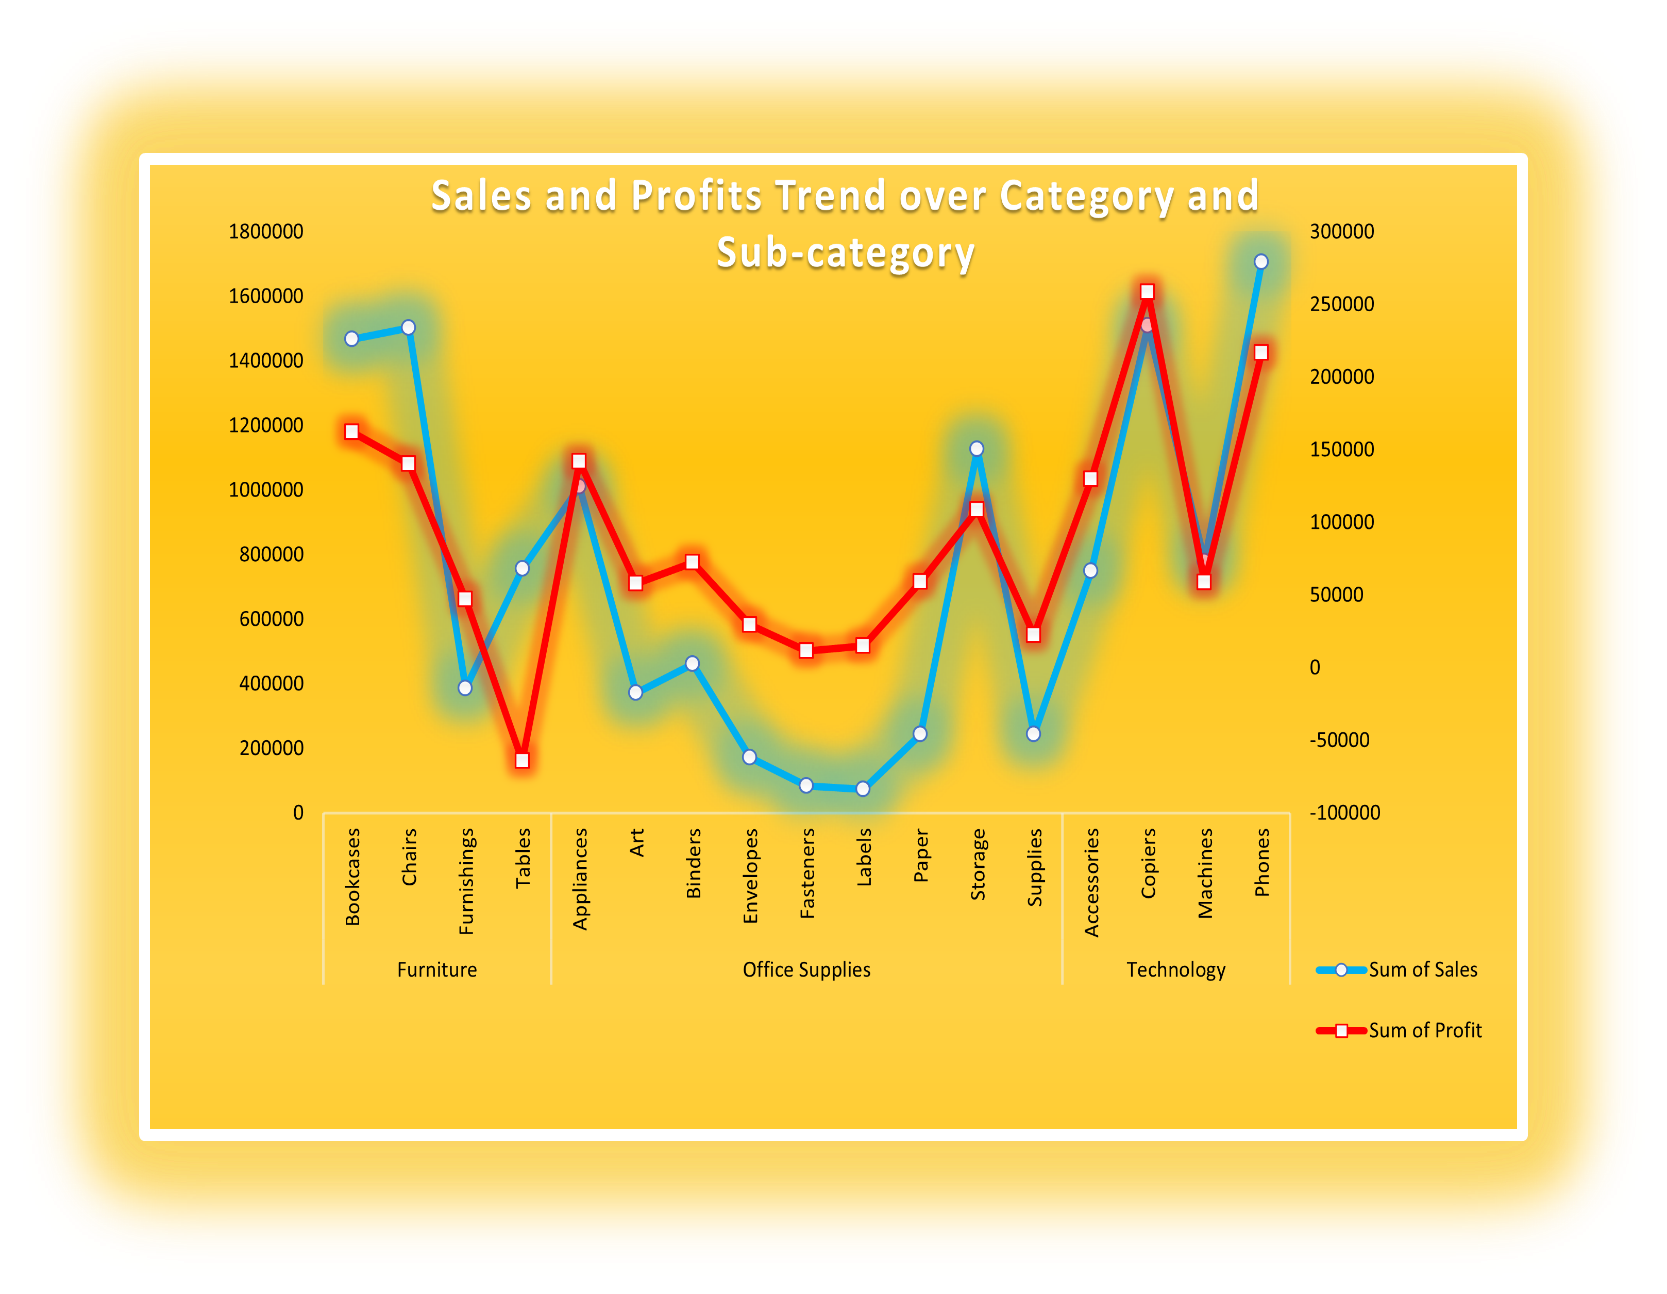 Sales and Profits Trend over Category and
Sub-category
1800000
1600000
1400000
1200000
1000000
800000
600000
400000
200000
0
300000
250000
200000
150000
100000
50000
0
-50000
-100000
Bookcases
Chairs
Furnishings
Tables
Appliances
Art
Binders
Envelopes
Fasteners
Labels
Paper
Storage
Supplies
Accessories
Copiers
Machines
Phones
Furniture
Office Supplies
Technology
Sum of Sales
Sum of Profit